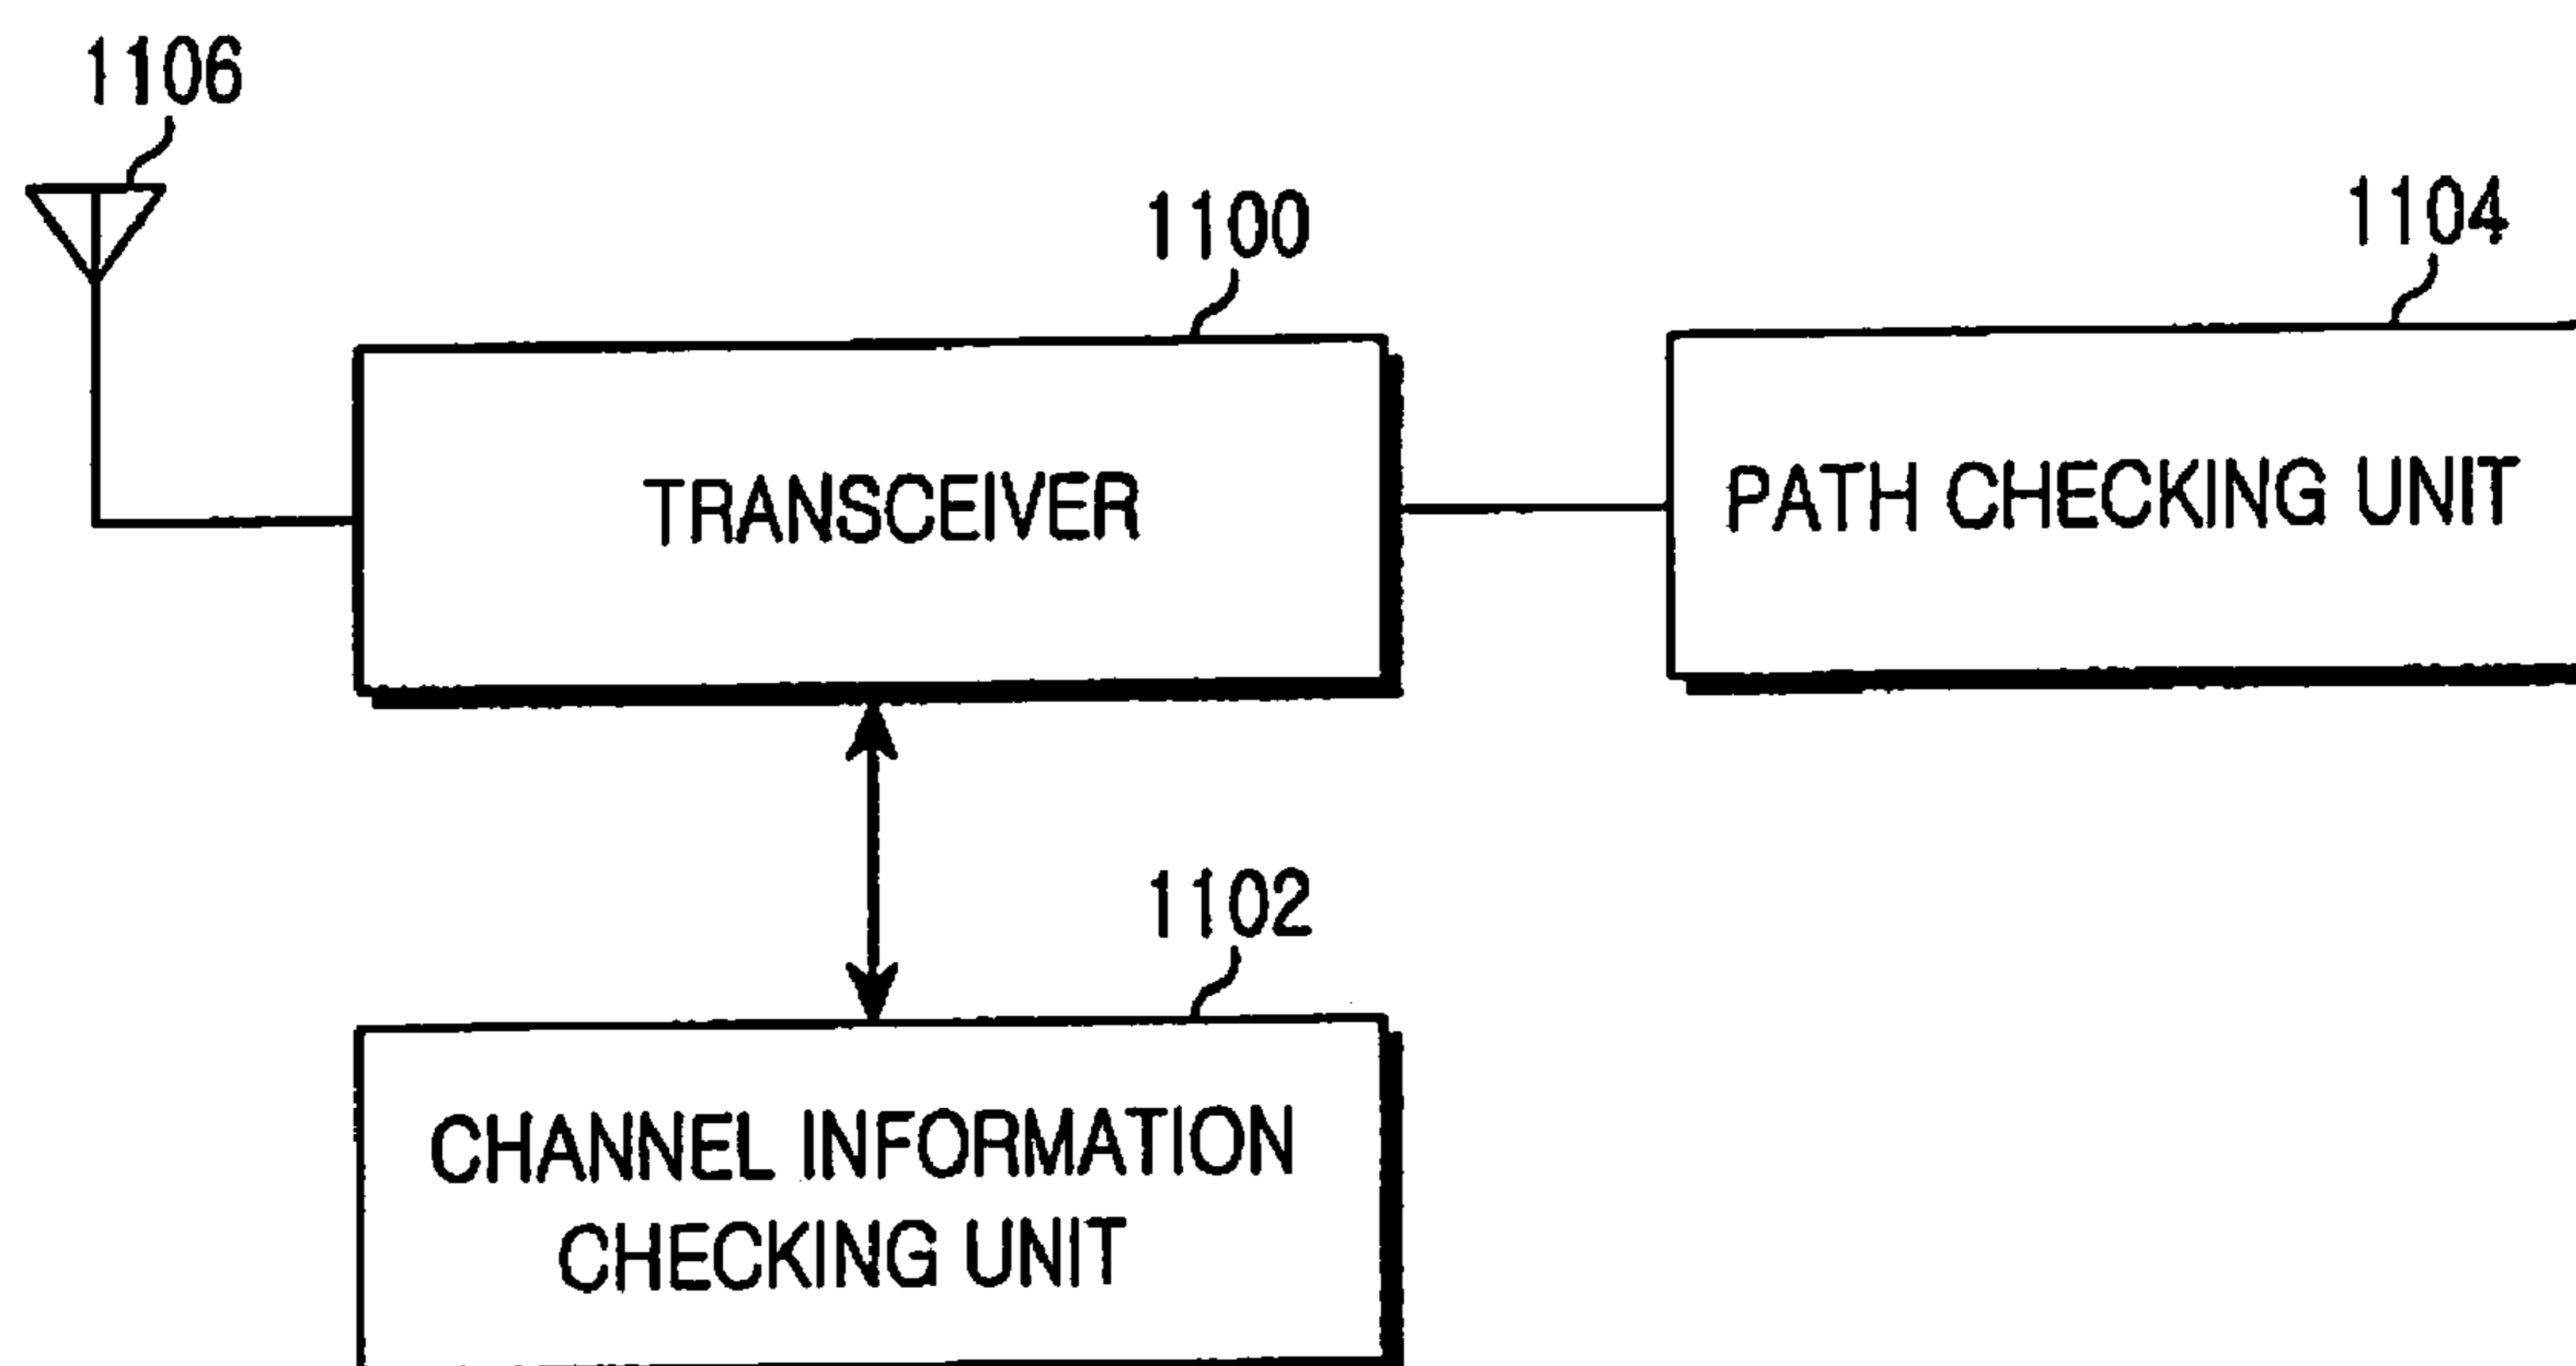 1106
1100
1104
TRANSCEIVER
PATH CHECKING UNIT
1102
CHANNEL INFORMATION
CHECKING UNIT